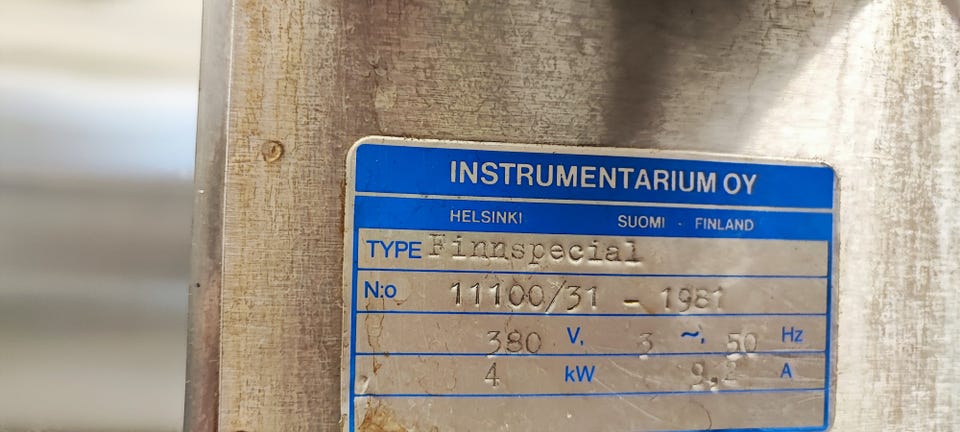 INSTRUMENTARIUM OY
HELSINKI SUOMI - FINLAND
TYPE Finnspecial
N:o 11100/31 - 1981
380 V, 3 ~, 50 Hz
4 kW A